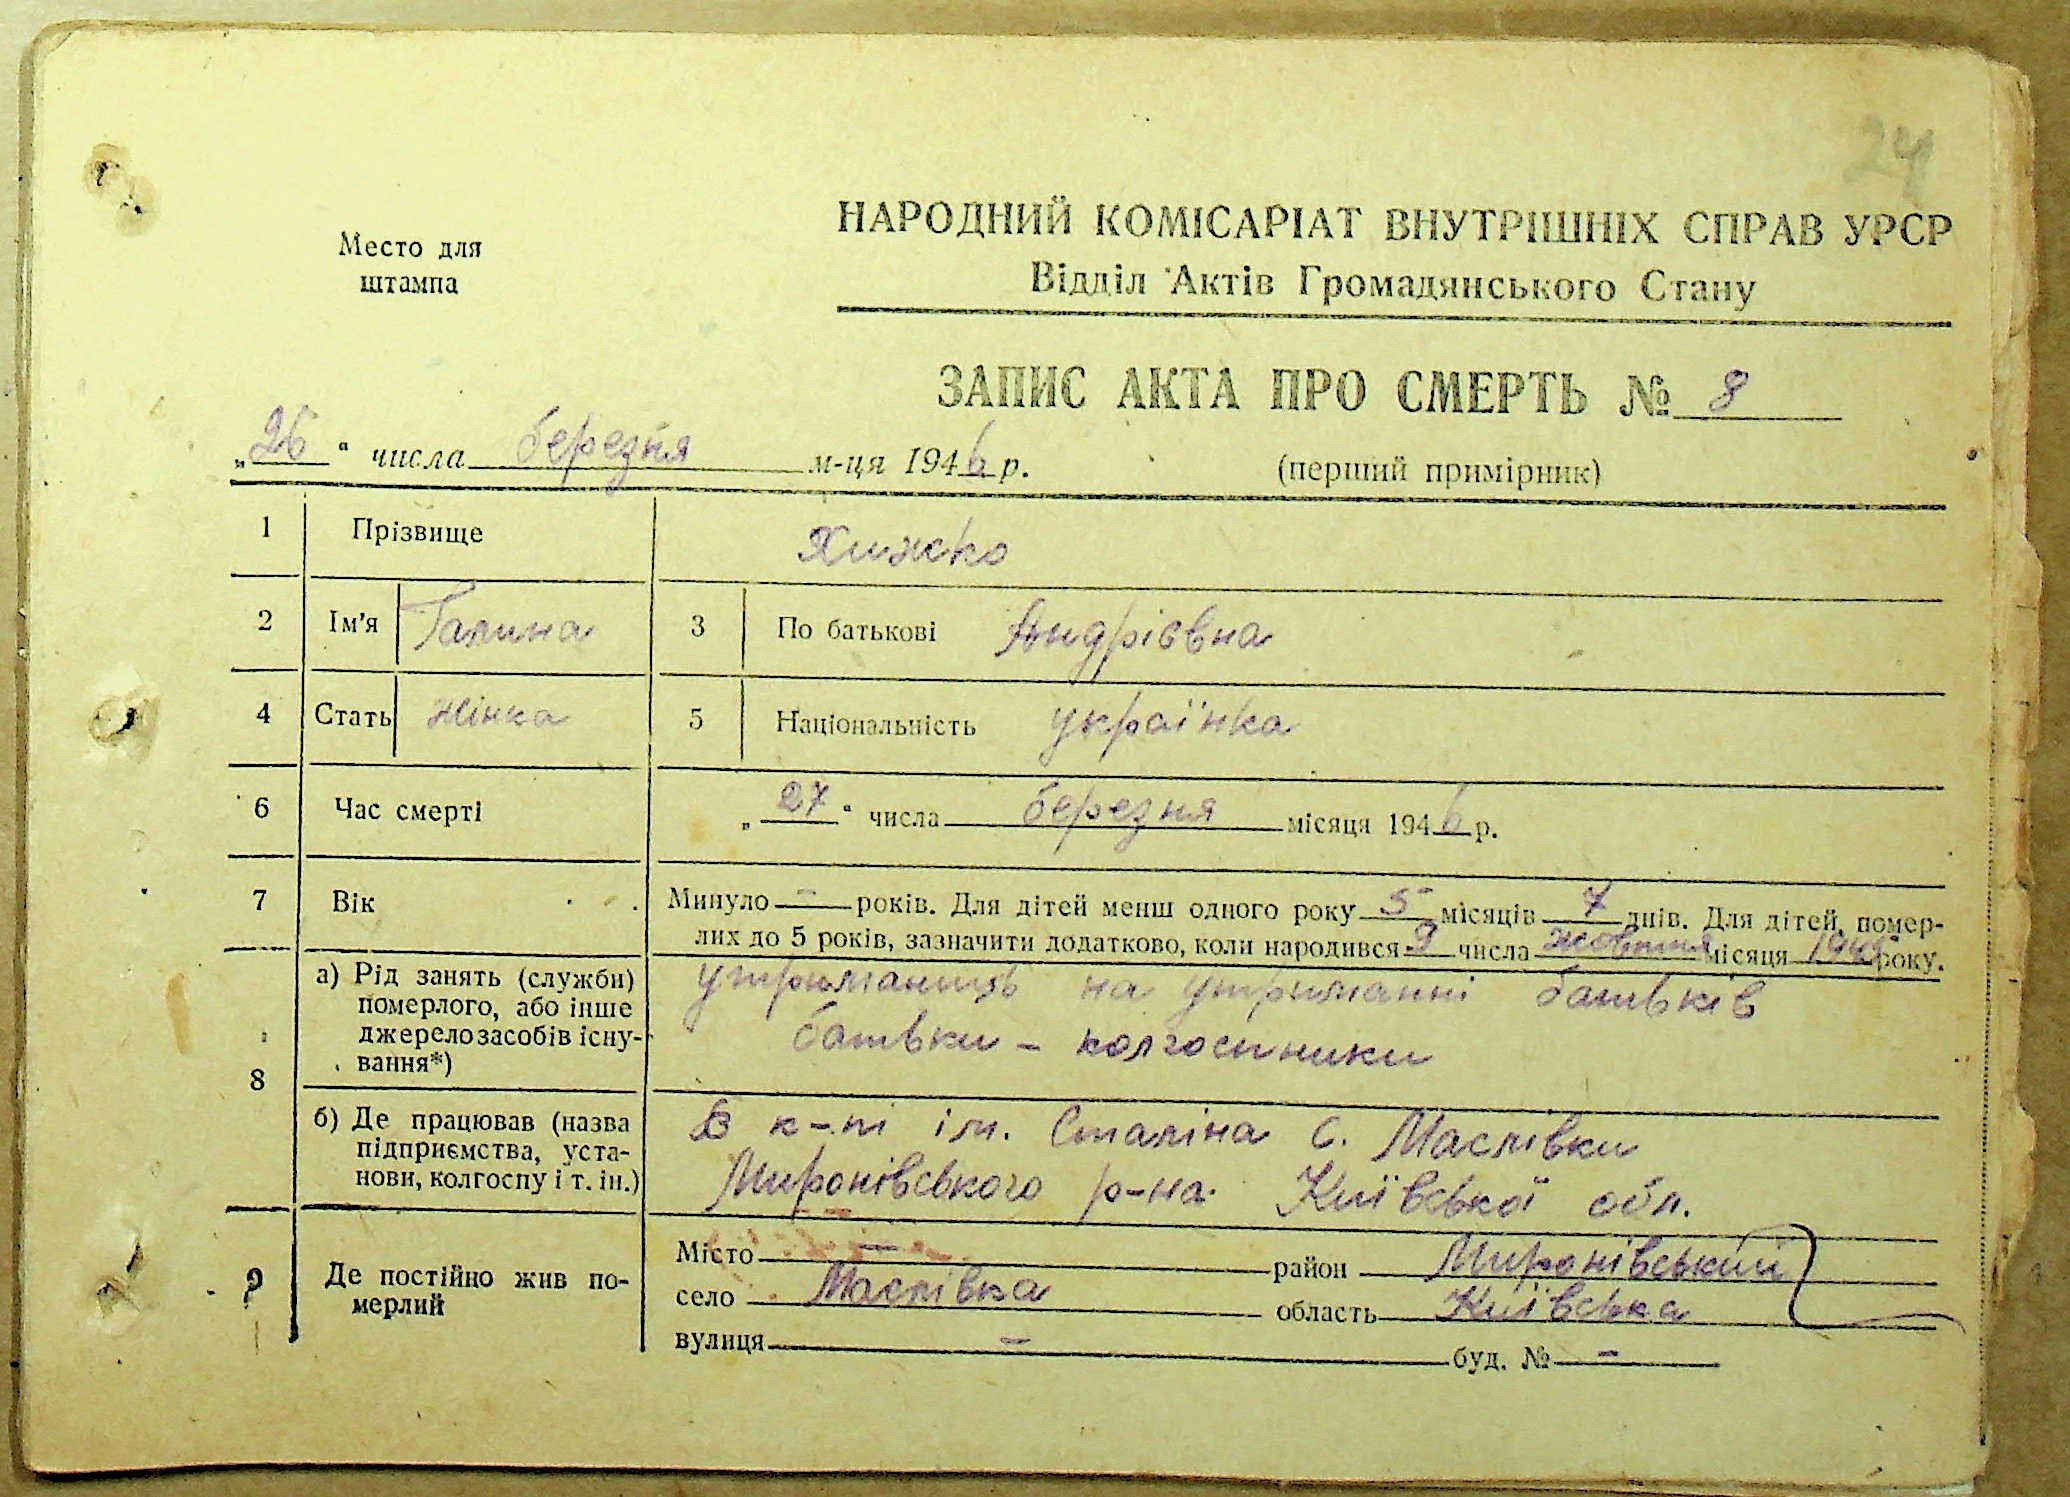 24
Место для
штампа
НАРОДНИЙ КОМІСАРІАТ ВНУТРІШНІХ СПРАВ УРСР
Відділ Актів Громадянського Стану
ЗАПИС АКТА ПРО СМЕРТЬ № 8
„26“ числа березня м-ця 1946 р. (перший примірник)
1 Прізвище Хижко
2 Ім'я Галина 3 По батькові Андріївна
4 Стать жінка 5 Національність українка
6 Час смерті „27“ числа березня місяця 1946 р.
7 Вік Минуло — років. Для дітей менш одного року 5 місяців 7 днів. Для дітей, помер-
лих до 5 років, зазначити додатково, коли народився числа жовтня місяця 1945 року.
8 а) Рід занять (служби) померлого, або інше джерело засобів існу-вання*)
на утриманні батьків
батьки – колгоспники
б) Де працював (назва підприємства, уста-нови, колгоспу і т. ін.)
В к-пі ім. Сталіна с. Маслівки
Миронівського р-на Київської обл.
9 Де постійно жив по-мерлий
Місто — район Миронівський
село Маслівка область Київська
вулиця — буд. № —